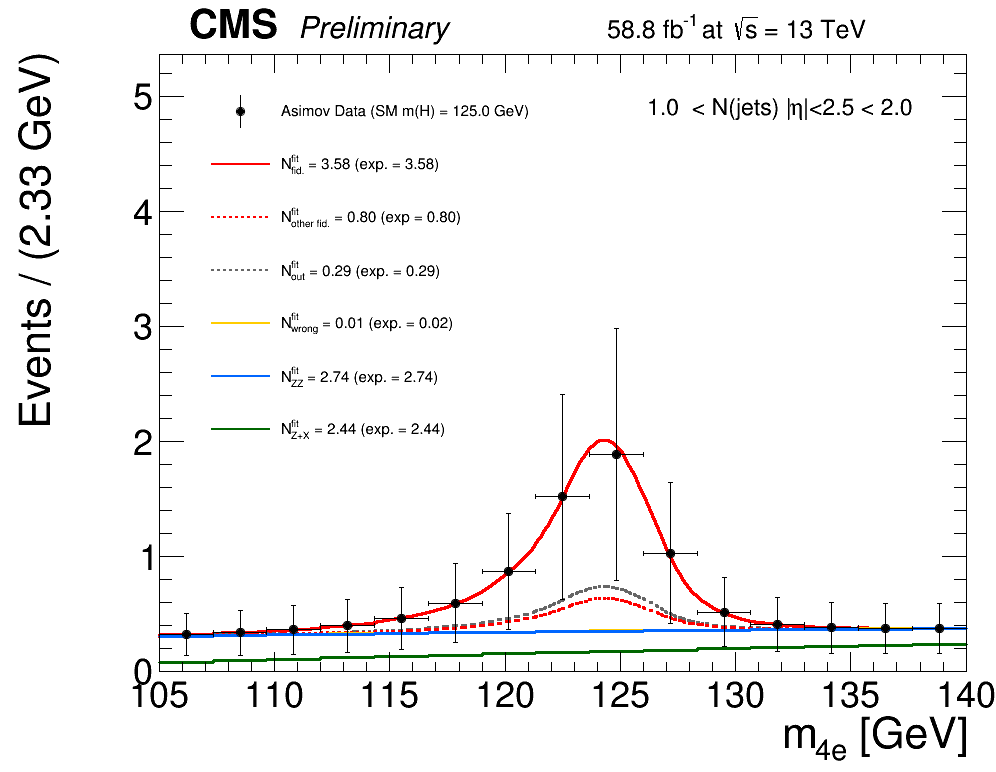 CMS Preliminary 58.8 fb⁻¹ at √s = 13 TeV
Events / (2.33 GeV)
1.0 < N(jets) |η|<2.5 < 2.0
Asimov Data (SM m(H) = 125.0 GeV)
N^fit_fid. = 3.58 (exp. = 3.58)
N^fit_other fid. = 0.80 (exp = 0.80)
N^fit_out = 0.29 (exp. = 0.29)
N^fit_wrong = 0.01 (exp. = 0.02)
N^fit_ZZ = 2.74 (exp. = 2.74)
N^fit_Z+X = 2.44 (exp. = 2.44)
5
4
3
2
1
0
105 110 115 120 125 130 135 140
m_4e [GeV]